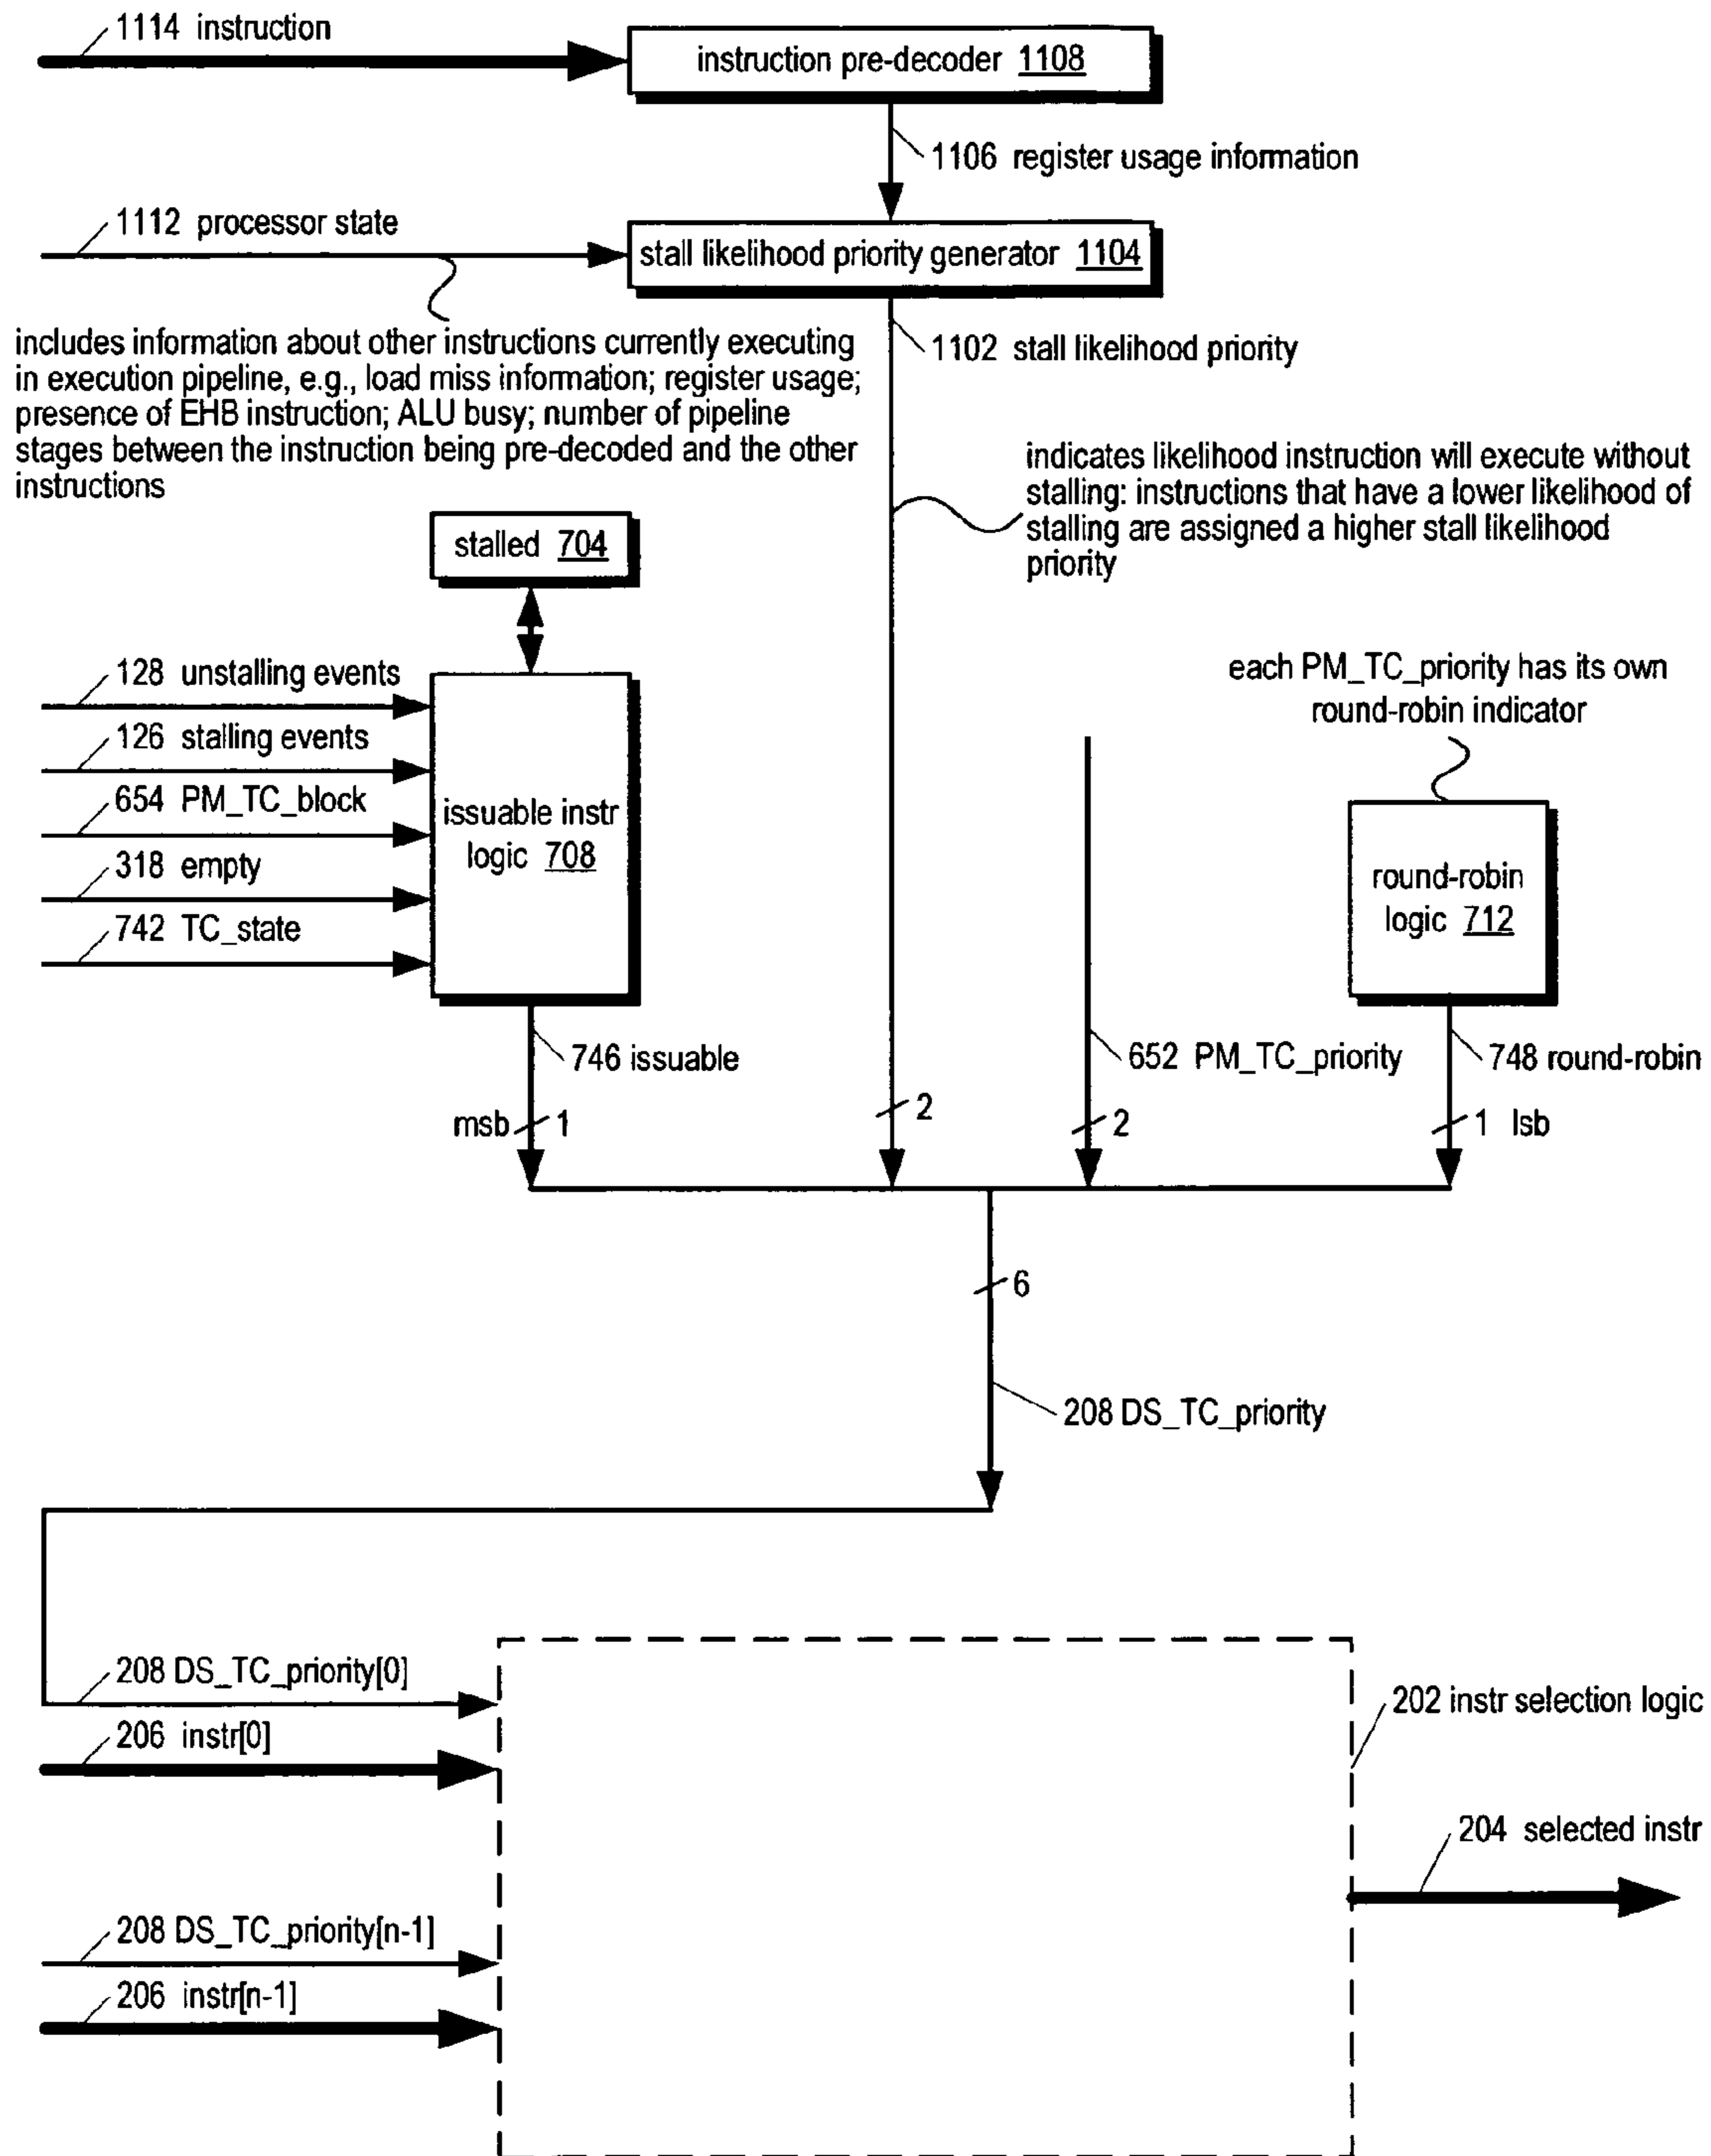 1114 instruction
instruction pre-decoder 1108
1106 register usage information
1112 processor state
stall likelihood priority generator 1104
includes information about other instructions currently executing
in execution pipeline, e.g., load miss information; register usage;
presence of EHB instruction; ALU busy; number of pipeline
stages between the instruction being pre-decoded and the other
instructions
1102 stall likelihood priority
indicates likelihood instruction will execute without
stalling: instructions that have a lower likelihood of
stalling are assigned a higher stall likelihood
priority
stalled 704
128 unstalling events
126 stalling events
654 PM_TC_block
318 empty
742 TC_state
issuable instr
logic 708
each PM_TC_priority has its own
round-robin indicator
round-robin
logic 712
746 issuable
652 PM_TC_priority
748 round-robin
msb 1
2
2
1 lsb
6
208 DS_TC_priority
208 DS_TC_priority[0]
206 instr[0]
202 instr selection logic
204 selected instr
208 DS_TC_priority[n-1]
206 instr[n-1]